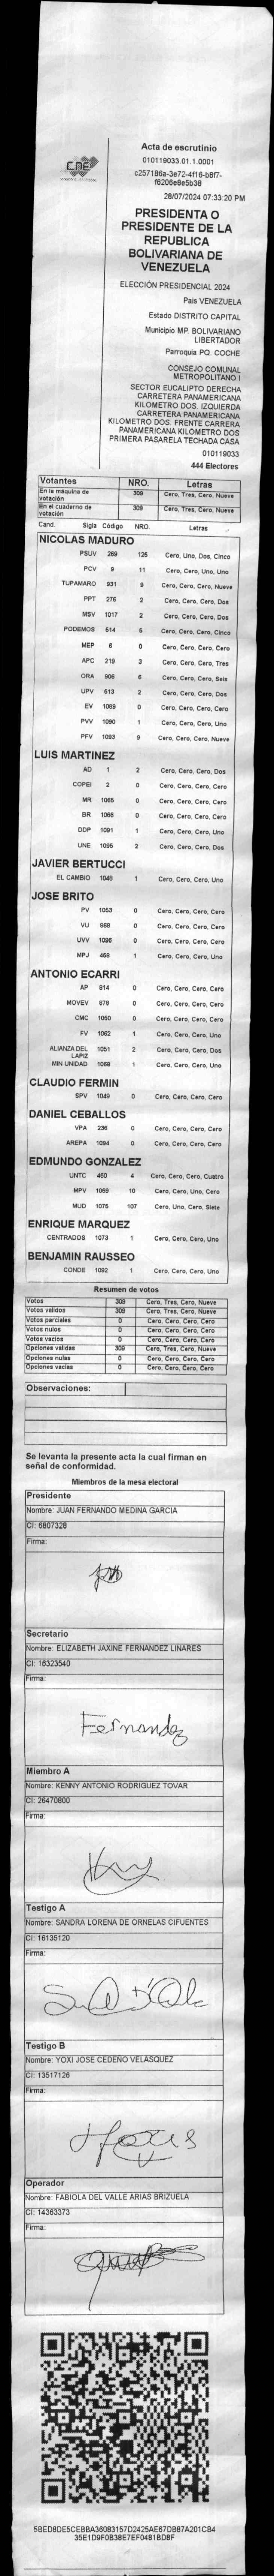 CNE
Acta de escrutinio
010119033.01.1.0001
c257186a-3e72-4f16-b8f7-
f6206e8e5b38
28/07/2024 07:33:20 PM
PRESIDENTA O
PRESIDENTE DE LA
REPUBLICA
BOLIVARIANA DE
VENEZUELA
ELECCIÓN PRESIDENCIAL 2024
País VENEZUELA
Estado DISTRITO CAPITAL
Municipio MP. BOLIVARIANO
LIBERTADOR
Parroquia PQ. COCHE
CONSEJO COMUNAL
METROPOLITANO I
SECTOR EUCALIPTO DERECHA
CARRETERA PANAMERICANA
KILOMETRO DOS. IZQUIERDA
CARRETERA PANAMERICANA
KILOMETRO DOS. FRENTE CARRERA
PANAMERICANA KILOMETRO DOS
PRIMERA PASARELA TECHADA CASA
010119033
444 Electores
Votantes NRO. Letras
En la máquina de votación 309 Cero, Tres, Cero, Nueve
En el cuaderno de votación 309 Cero, Tres, Cero, Nueve
Cand. Sigla Código NRO. Letras
NICOLAS MADURO
PSUV 269 125 Cero, Uno, Dos, Cinco
PCV 9 11 Cero, Cero, Uno, Uno
TUPAMARO 931 9 Cero, Cero, Cero, Nueve
PPT 276 2 Cero, Cero, Cero, Dos
MSV 1017 2 Cero, Cero, Cero, Dos
PODEMOS 514 5 Cero, Cero, Cero, Cinco
MEP 6 0 Cero, Cero, Cero, Cero
APC 219 3 Cero, Cero, Cero, Tres
ORA 906 6 Cero, Cero, Cero, Seis
UPV 613 2 Cero, Cero, Cero, Dos
EV 1089 0 Cero, Cero, Cero, Cero
PVV 1090 1 Cero, Cero, Cero, Uno
PFV 1093 9 Cero, Cero, Cero, Nueve
LUIS MARTINEZ
AD 1 2 Cero, Cero, Cero, Dos
COPEI 2 0 Cero, Cero, Cero, Cero
MR 1065 0 Cero, Cero, Cero, Cero
BR 1066 0 Cero, Cero, Cero, Cero
DDP 1091 1 Cero, Cero, Cero, Uno
UNE 1095 2 Cero, Cero, Cero, Dos
JAVIER BERTUCCI
EL CAMBIO 1048 1 Cero, Cero, Cero, Uno
JOSE BRITO
PV 1053 0 Cero, Cero, Cero, Cero
VU 868 0 Cero, Cero, Cero, Cero
UVV 1096 0 Cero, Cero, Cero, Cero
MPJ 458 1 Cero, Cero, Cero, Uno
ANTONIO ECARRI
AP 814 0 Cero, Cero, Cero, Cero
MOVEV 878 0 Cero, Cero, Cero, Cero
CMC 1050 0 Cero, Cero, Cero, Cero
FV 1062 1 Cero, Cero, Cero, Uno
ALIANZA DEL LAPIZ 1051 2 Cero, Cero, Cero, Dos
MIN UNIDAD 1068 1 Cero, Cero, Cero, Uno
CLAUDIO FERMIN
SPV 1049 0 Cero, Cero, Cero, Cero
DANIEL CEBALLOS
VPA 236 0 Cero, Cero, Cero, Cero
AREPA 1094 0 Cero, Cero, Cero, Cero
EDMUNDO GONZALEZ
UNTC 460 4 Cero, Cero, Cero, Cuatro
MPV 1069 10 Cero, Cero, Uno, Cero
MUD 1075 107 Cero, Uno, Cero, Siete
ENRIQUE MARQUEZ
CENTRADOS 1073 1 Cero, Cero, Cero, Uno
BENJAMIN RAUSSEO
CONDE 1092 1 Cero, Cero, Cero, Uno
Resumen de votos
Votos 309 Cero, Tres, Cero, Nueve
Votos validos 309 Cero, Tres, Cero, Nueve
Votos parciales 0 Cero, Cero, Cero, Cero
Votos nulos 0 Cero, Cero, Cero, Cero
Votos vacios 0 Cero, Cero, Cero, Cero
Opciones validas 309 Cero, Tres, Cero, Nueve
Opciones nulas 0 Cero, Cero, Cero, Cero
Opciones vacias 0 Cero, Cero, Cero, Cero
Observaciones:
Se levanta la presente acta la cual firman en
señal de conformidad.
Miembros de la mesa electoral
Presidente
Nombre: JUAN FERNANDO MEDINA GARCIA
CI: 6807328
Firma:
Secretario
Nombre: ELIZABETH JAXINE FERNANDEZ LINARES
CI: 16323540
Firma:
Fernandez
Miembro A
Nombre: KENNY ANTONIO RODRIGUEZ TOVAR
CI: 26470800
Firma:
Testigo A
Nombre: SANDRA LORENA DE ORNELAS CIFUENTES
CI: 16135120
Firma:
Testigo B
Nombre: YOXI JOSE CEDENO VELASQUEZ
CI: 13517126
Firma:
Operador
Nombre: FABIOLA DEL VALLE ARIAS BRIZUELA
CI: 14363373
Firma:
5BED8DE5CEBBA36083157D2425AE67DB87A201CB4
35E1D9F0B38E7EF0481BD8F